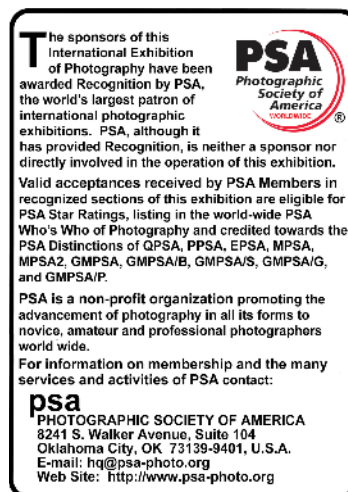 The sponsors of this
International Exhibition
of Photography have been
awarded Recognition by PSA,
the world's largest patron of
international photographic
exhibitions. PSA, although it
has provided Recognition, is neither a sponsor nor
directly involved in the operation of this exhibition.
PSA
Photographic
Society of
America
WORLDWIDE
®
Valid acceptances received by PSA Members in
recognized sections of this exhibition are eligible for
PSA Star Ratings, listing in the world-wide PSA
Who's Who of Photography and credited towards the
PSA Distinctions of QPSA, PPSA, EPSA, MPSA,
MPSA2, GMPSA, GMPSA/B, GMPSA/S, GMPSA/G,
and GMPSA/P.
PSA is a non-profit organization promoting the
advancement of photography in all its forms to
novice, amateur and professional photographers
world wide.
For information on membership and the many
services and activities of PSA contact:
psa
PHOTOGRAPHIC SOCIETY OF AMERICA
8241 S. Walker Avenue, Suite 104
Oklahoma City, OK 73139-9401, U.S.A.
E-mail: hq@psa-photo.org
Web Site: http://www.psa-photo.org